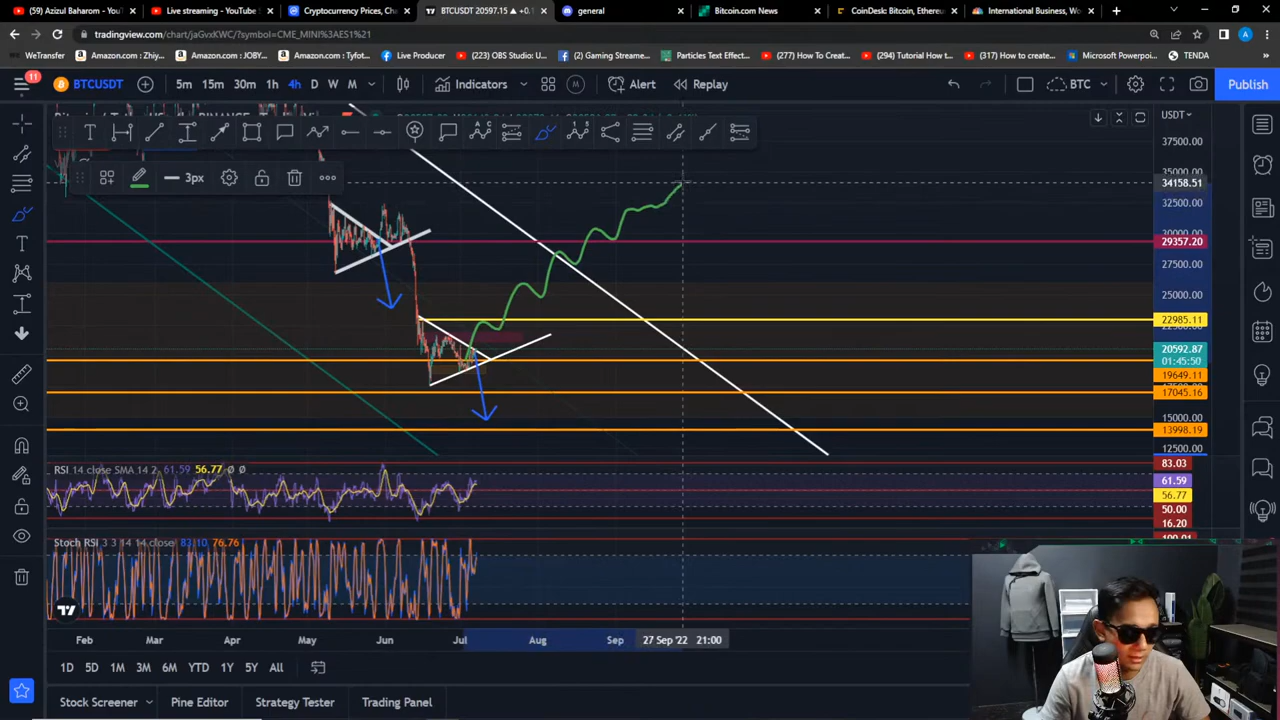 (59) Azizul Baharom - YouT
Live streaming - YouTube S
Cryptocurrency Prices, Cha
BTCUSDT 20597.15 ▲ +0.1
general
Bitcoin.com News
CoinDesk: Bitcoin, Ethereu
International Business, Wo
tradingview.com/chart/jaGvxKWC/?symbol=CME_MINI%3AES1%21
WeTransfer
Amazon.com : Zhiy...
Amazon.com : JOBY...
Amazon.com : Tyfot...
Live Producer
(223) OBS Studio: U...
(2) Gaming Streame...
Particles Text Effect...
(277) How To Creat...
(294) Tutorial How t...
(317) How to create...
Microsoft Powerpoi...
TENDA
11
BTCUSDT
5m
15m
30m
1h
4h
D
W
M
Indicators
Alert
Replay
BTC
Publish
USDT
3px
37500.00
35000.00
34158.51
32500.00
30000.00
29357.20
27500.00
25000.00
22985.11
20592.87
01:45:50
19649.11
17045.16
15000.00
13998.19
12500.00
RSI 14 close SMA 14 2 61.59 56.77 Ø Ø
83.03
61.59
56.77
50.00
16.20
Stoch RSI 3 3 14 14 close 83.10 76.76
Feb
Mar
Apr
May
Jun
Jul
Aug
Sep
27 Sep '22 21:00
1D
5D
1M
3M
6M
YTD
1Y
5Y
All
Stock Screener
Pine Editor
Strategy Tester
Trading Panel